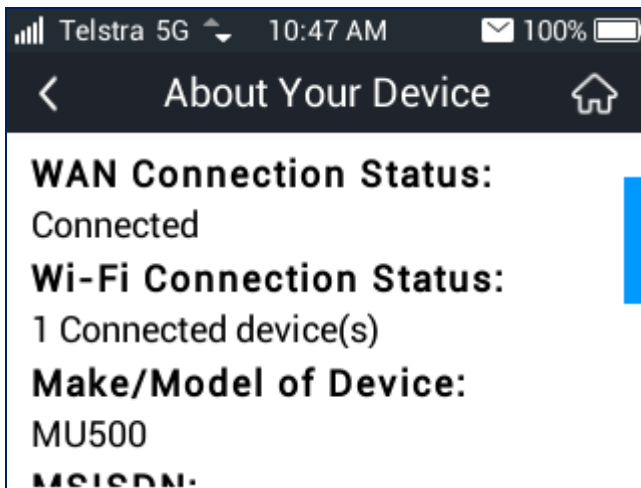 Telstra 5G 10:47 AM 100%
About Your Device
WAN Connection Status:
Connected
Wi-Fi Connection Status:
1 Connected device(s)
Make/Model of Device:
MU500
MSISDN: